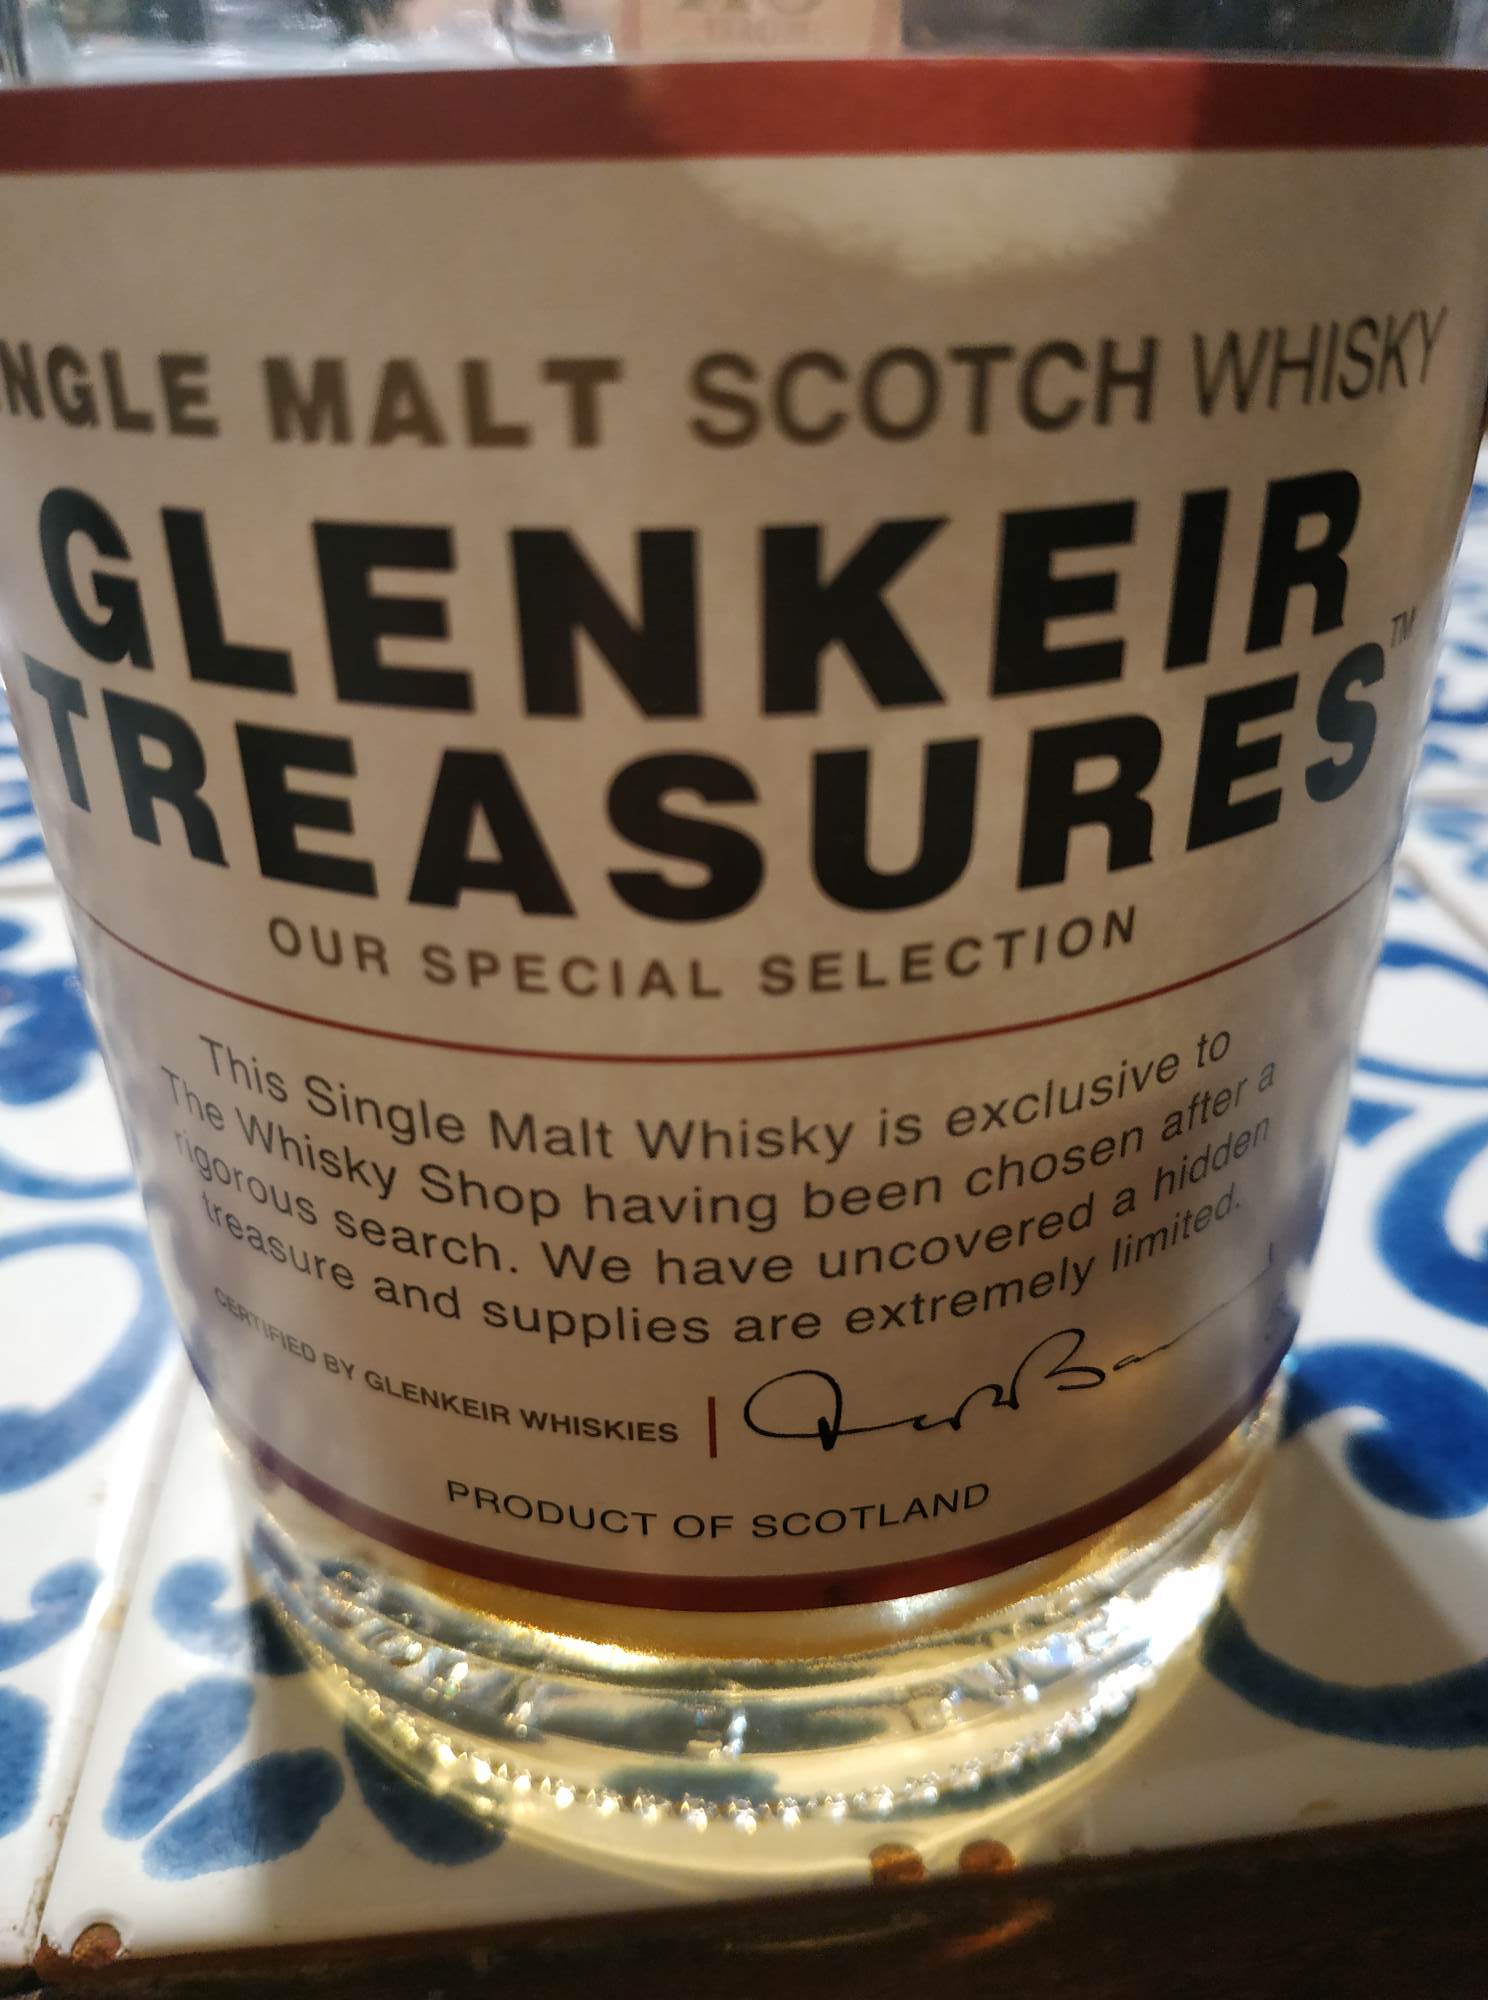 NGLE MALT SCOTCH WHISKY
GLENKEIR
TREASURES™
OUR SPECIAL SELECTION
This Single Malt Whisky is exclusive to
The Whisky Shop having been chosen after a
rigorous search. We have uncovered a hidden
treasure and supplies are extremely limited.
CERTIFIED BY GLENKEIR WHISKIES |
PRODUCT OF SCOTLAND